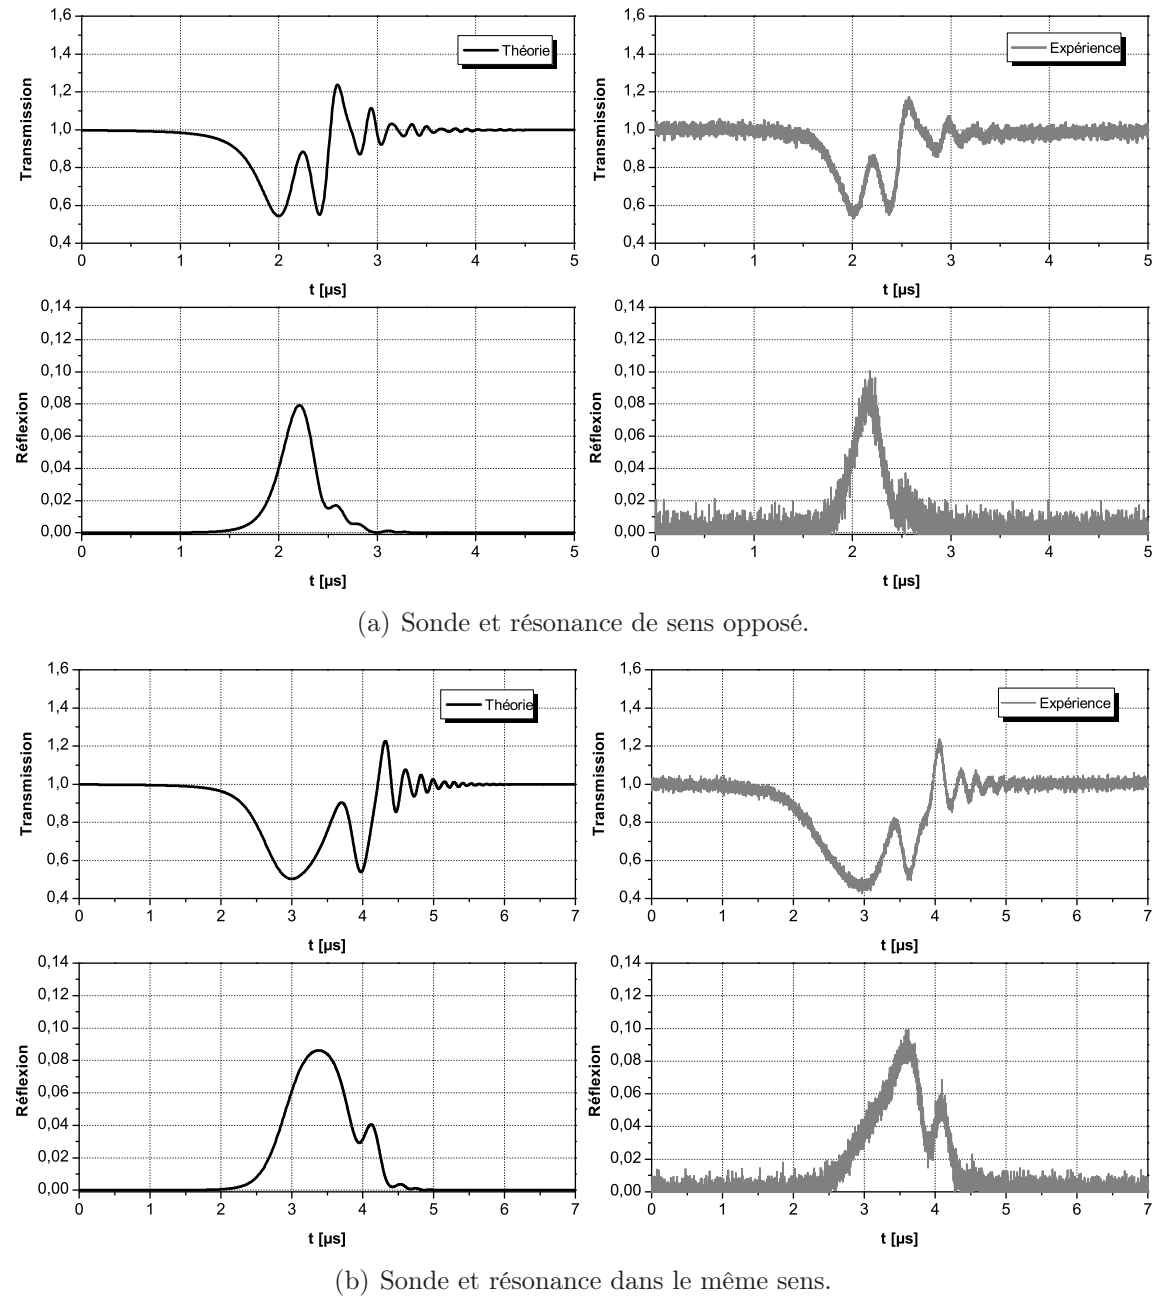 1,6
1,4
1,2
1,0
0,8
0,6
0,4
Transmission
Théorie
0 1 2 3 4 5
t [µs]
1,6
1,4
1,2
1,0
0,8
0,6
0,4
Transmission
Expérience
0 1 2 3 4 5
t [µs]
0,14
0,12
0,10
0,08
0,06
0,04
0,02
0,00
Réflexion
0 1 2 3 4 5
t [µs]
0,14
0,12
0,10
0,08
0,06
0,04
0,02
0,00
Réflexion
0 1 2 3 4 5
t [µs]
(a) Sonde et résonance de sens opposé.
1,6
1,4
1,2
1,0
0,8
0,6
0,4
Transmission
Théorie
0 1 2 3 4 5 6 7
t [µs]
1,6
1,4
1,2
1,0
0,8
0,6
0,4
Transmission
Expérience
0 1 2 3 4 5 6 7
t [µs]
0,14
0,12
0,10
0,08
0,06
0,04
0,02
0,00
Réflexion
0 1 2 3 4 5 6 7
t [µs]
0,14
0,12
0,10
0,08
0,06
0,04
0,02
0,00
Réflexion
0 1 2 3 4 5 6 7
t [µs]
(b) Sonde et résonance dans le même sens.